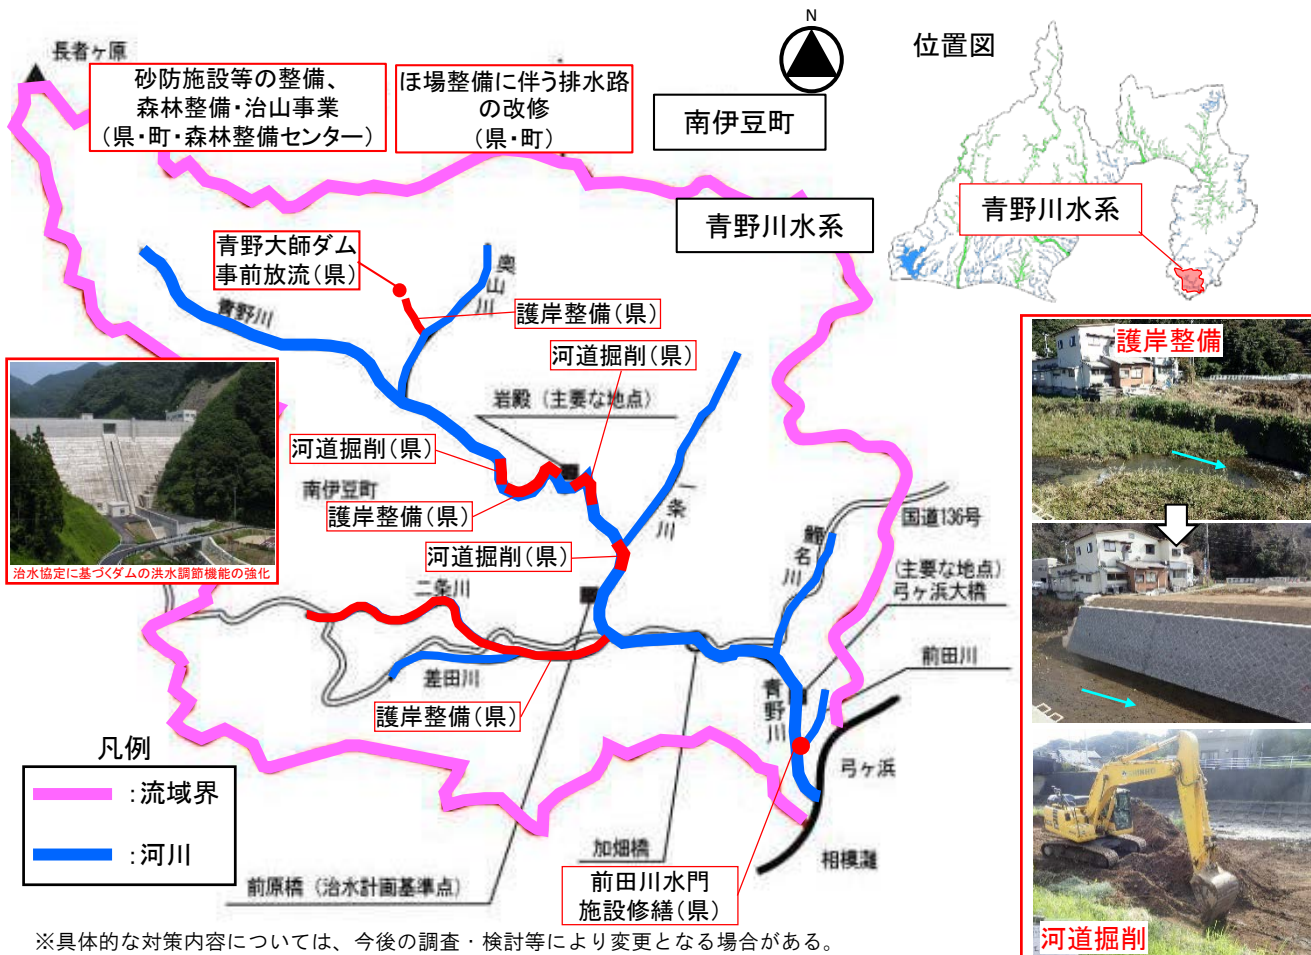 長者ヶ原
砂防施設等の整備、
森林整備・治山事業
(県・町・森林整備センター)
ほ場整備に伴う排水路
の改修
(県・町)
N
南伊豆町
位置図
青野川水系
青野川水系
青野大師ダム
事前放流(県)
奥山川
青野川
護岸整備(県)
河道掘削(県)
岩殿(主要な地点)
河道掘削(県)
南伊豆町
護岸整備(県)
河道掘削(県)
一条川
鯉名川
国道136号
(主要な地点)
弓ヶ浜大橋
前田川
治水協定に基づくダムの洪水調節機能の強化
二条川
差田川
護岸整備(県)
青野川
弓ヶ浜
相模灘
加畑橋
前原橋(治水計画基準点)
前田川水門
施設修繕(県)
凡例
:流域界
:河川
護岸整備
河道掘削
※具体的な対策内容については、今後の調査・検討等により変更となる場合がある。